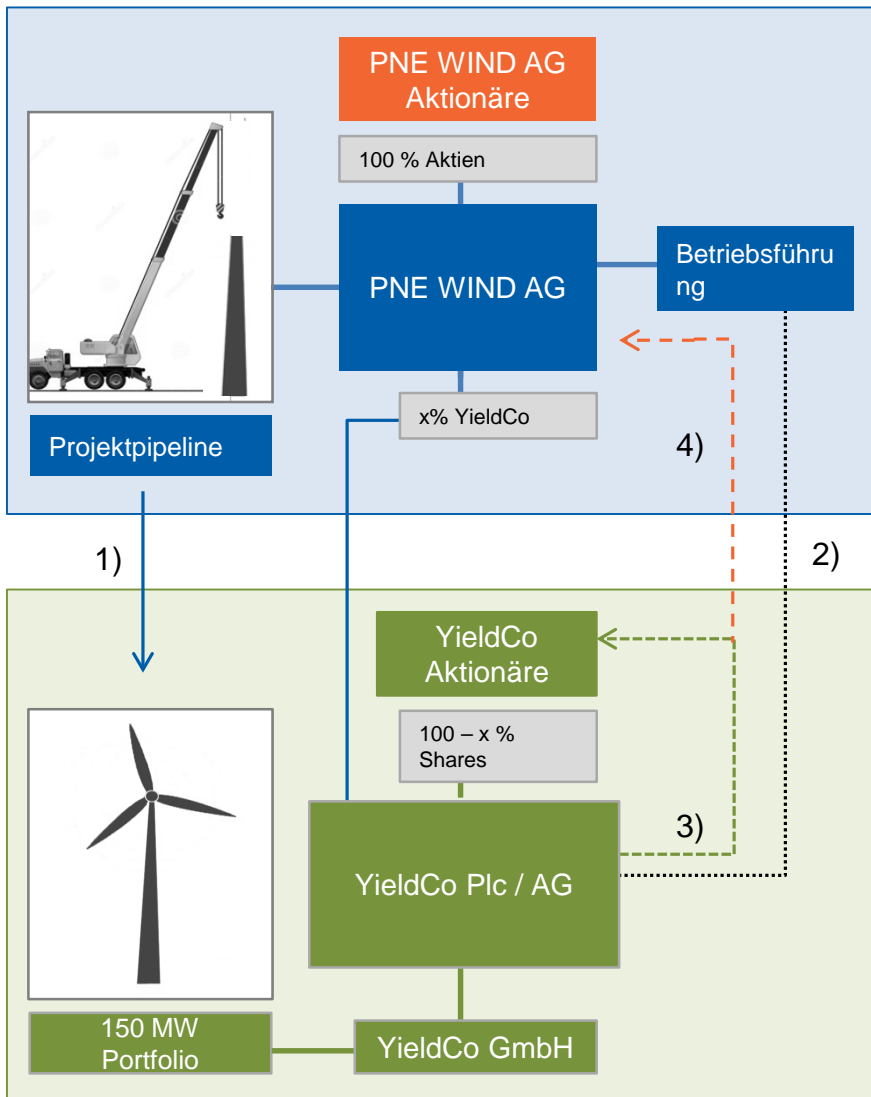 PNE WIND AG
Aktionäre
100 % Aktien
PNE WIND AG
Betriebsführu
ng
x% YieldCo
Projektpipeline
4)
1)
2)
YieldCo
Aktionäre
100 – x %
Shares
3)
YieldCo Plc / AG
150 MW
Portfolio
YieldCo GmbH